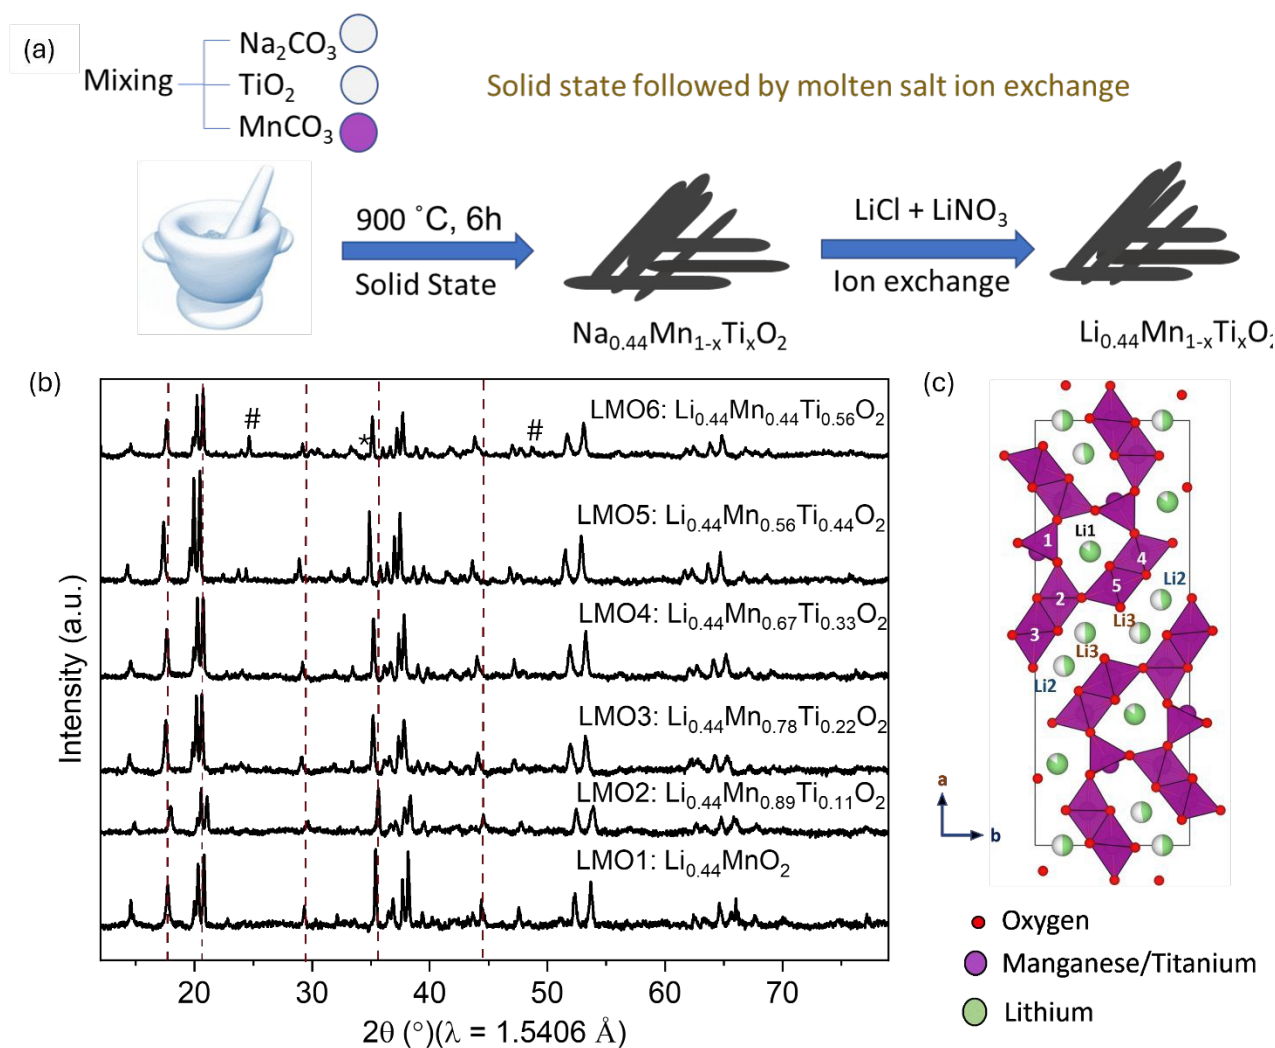 (a)
Mixing
Na₂CO₃
TiO₂
MnCO₃
Solid state followed by molten salt ion exchange
900 ˚C, 6h
Solid State
LiCl + LiNO₃
Ion exchange
Na₀.₄₄Mn₁₋ₓTiₓO₂
Li₀.₄₄Mn₁₋ₓTiₓO₂
(b)
Intensity (a.u.)
#
*
#
LMO6: Li₀.₄₄Mn₀.₄₄Ti₀.₅₆O₂
LMO5: Li₀.₄₄Mn₀.₅₆Ti₀.₄₄O₂
LMO4: Li₀.₄₄Mn₀.₆₇Ti₀.₃₃O₂
LMO3: Li₀.₄₄Mn₀.₇₈Ti₀.₂₂O₂
LMO2: Li₀.₄₄Mn₀.₈₉Ti₀.₁₁O₂
LMO1: Li₀.₄₄MnO₂
20 30 40 50 60 70
2θ (°)(λ = 1.5406 Å)
(c)
1
Li1
4
5
Li2
2
Li3
3
Li3
Li2
a
b
Oxygen
Manganese/Titanium
Lithium